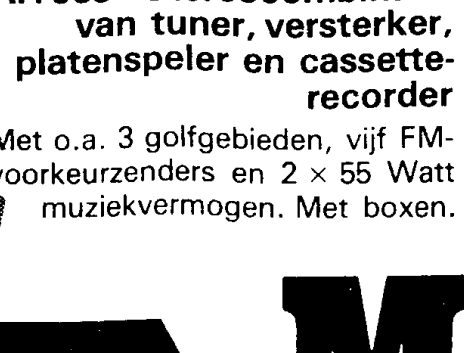 van tuner, versterker,
platenspeler en cassette-
recorder
Met o.a. 3 golfgebieden, vijf FM-
voorkeurzenders en 2 × 55 Watt
muziekvermogen. Met boxen.